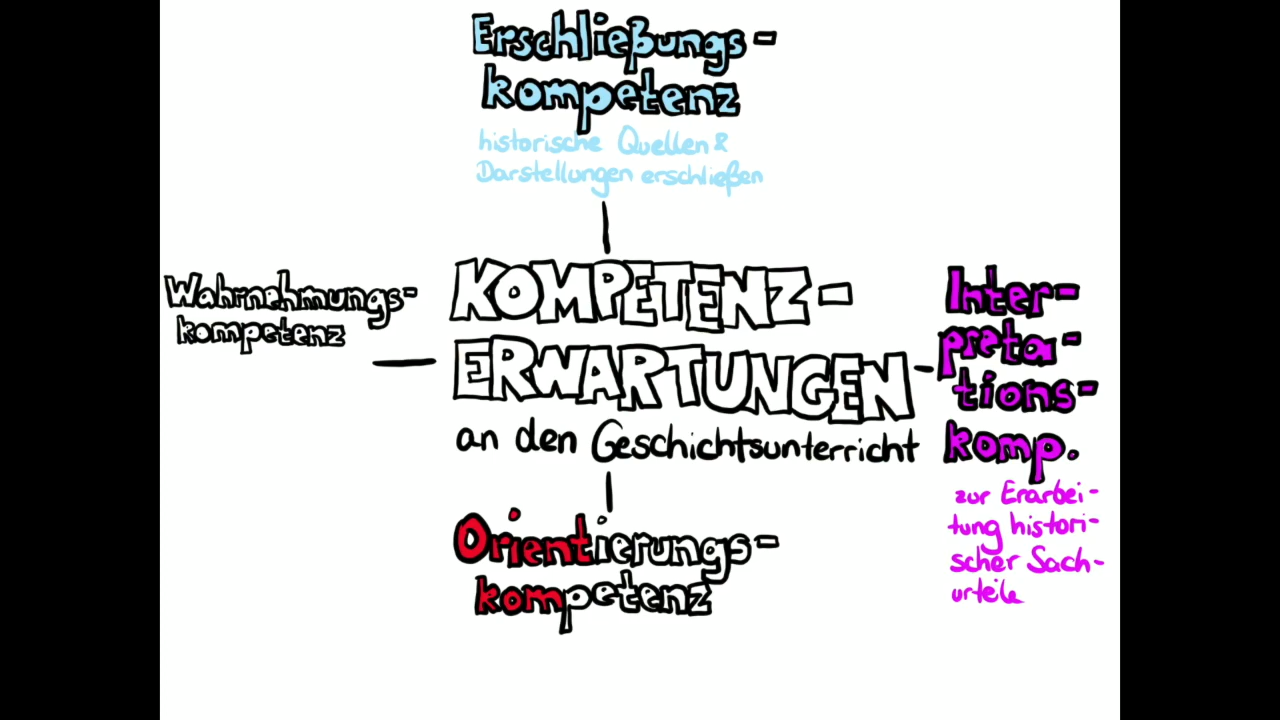 Erschließungs-
kompetenz
historische Quellen &
Darstellungen erschließen
Wahrnehmungs-
kompetenz
KOMPETENZ-
ERWARTUNGEN
an den Geschichtsunterricht
Inter-
preta-
tions-
komp.
zur Erarbei-
tung histori-
scher Sach-
urteile
Orientierungs-
kompetenz